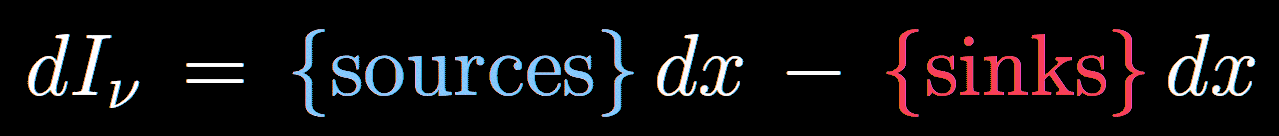 dI_ν = {sources} dx − {sinks} dx